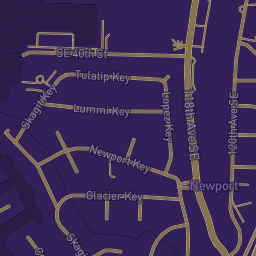 SE 40th St
Tulalip Key
Skagit Key
Lummi Key
Lopez Key
118th Ave SE
120th Ave SE
Newport Key
Newport
Glacier Key